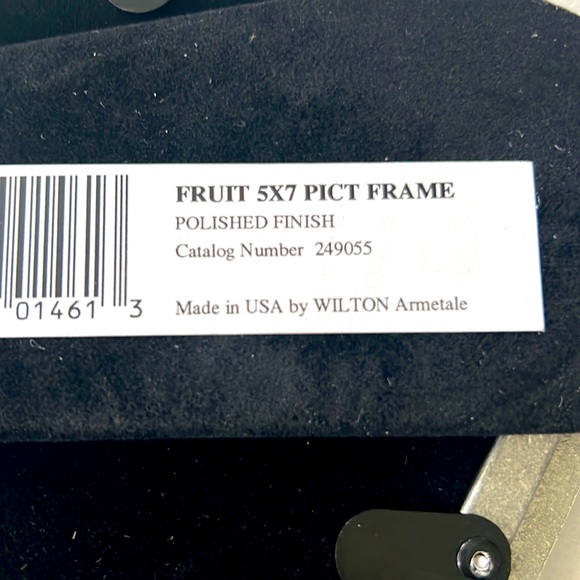 FRUIT 5X7 PICT FRAME
POLISHED FINISH
Catalog Number 249055
01461 3
Made in USA by WILTON Armetale